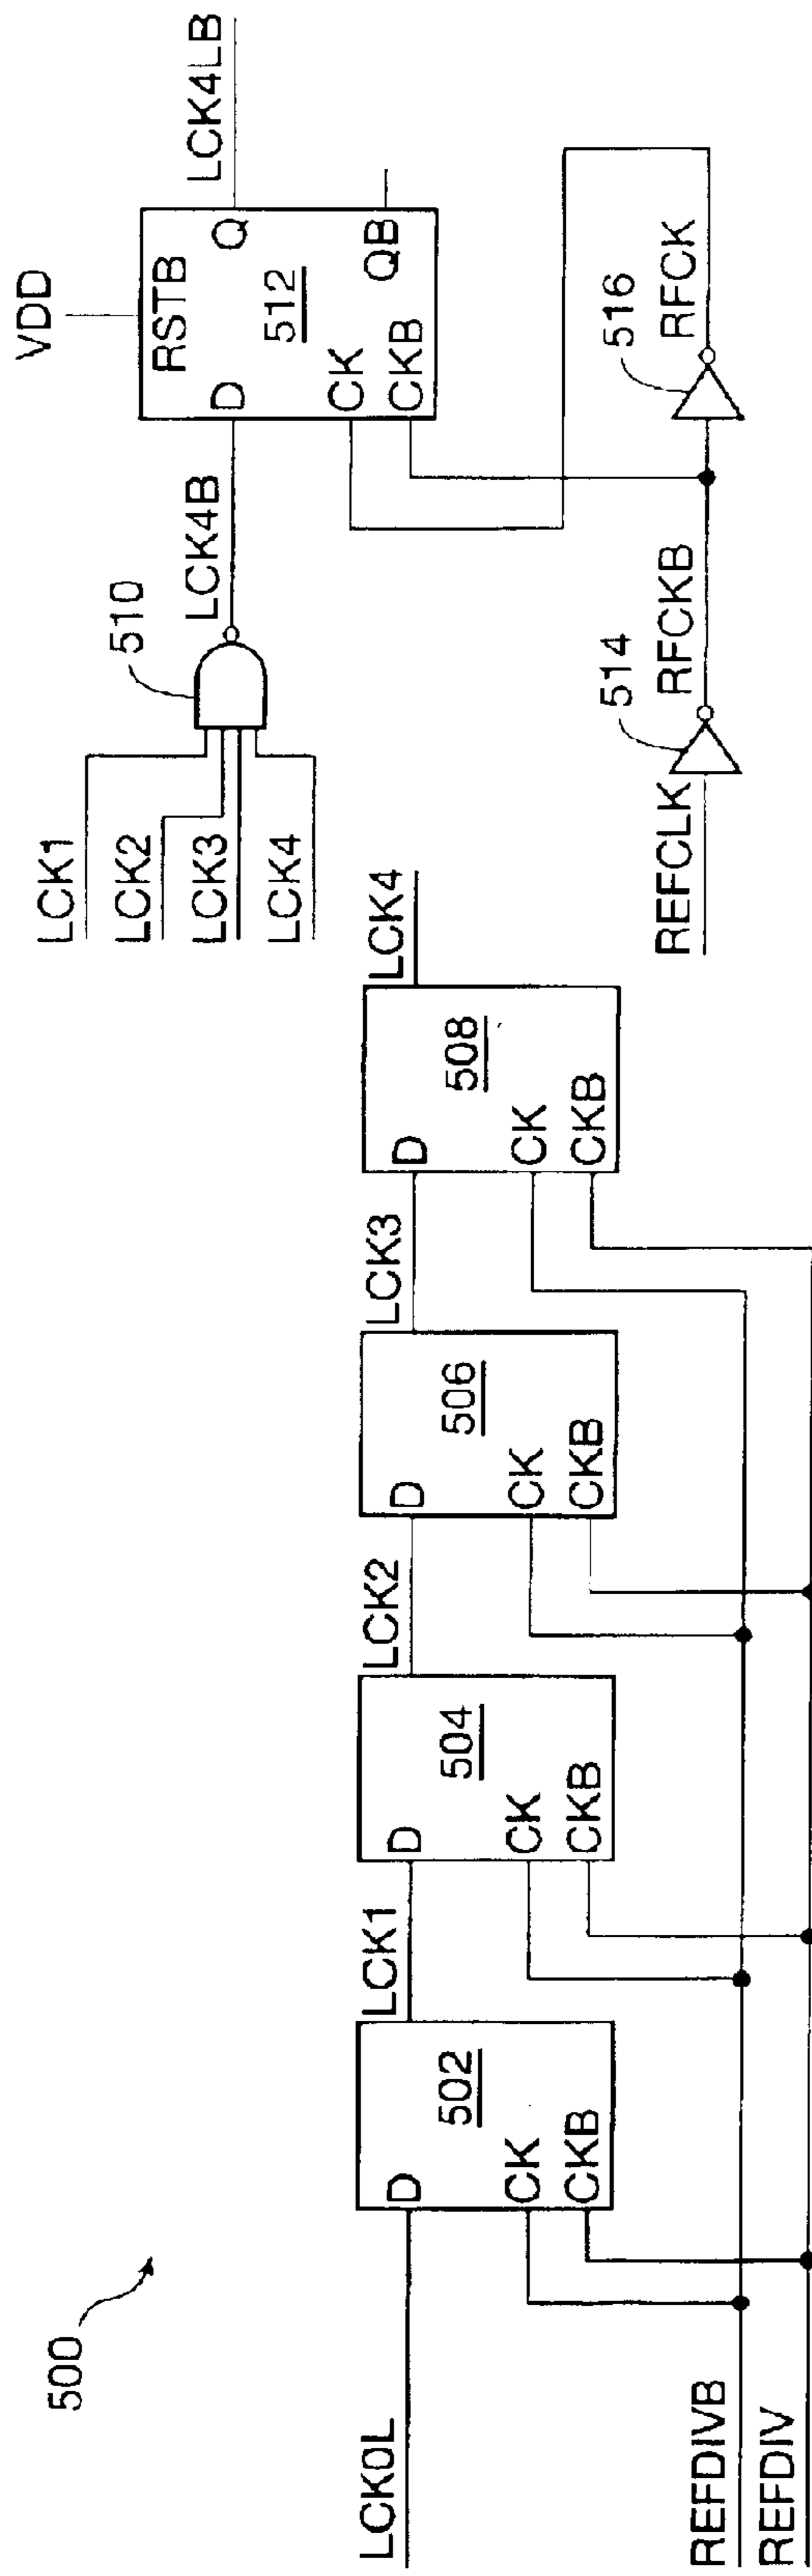 500
LCK0L
REFDIVB
REFDIV
D
502
CK
CKB
LCK1
D
504
CK
CKB
LCK2
D
506
CK
CKB
LCK3
D
508
CK
CKB
LCK4
LCK1
LCK2
LCK3
LCK4
510
LCK4B
VDD
RSTB
D
Q
512
CK
CKB
QB
LCK4LB
REFCLK
514
RFCKB
516
RFCK